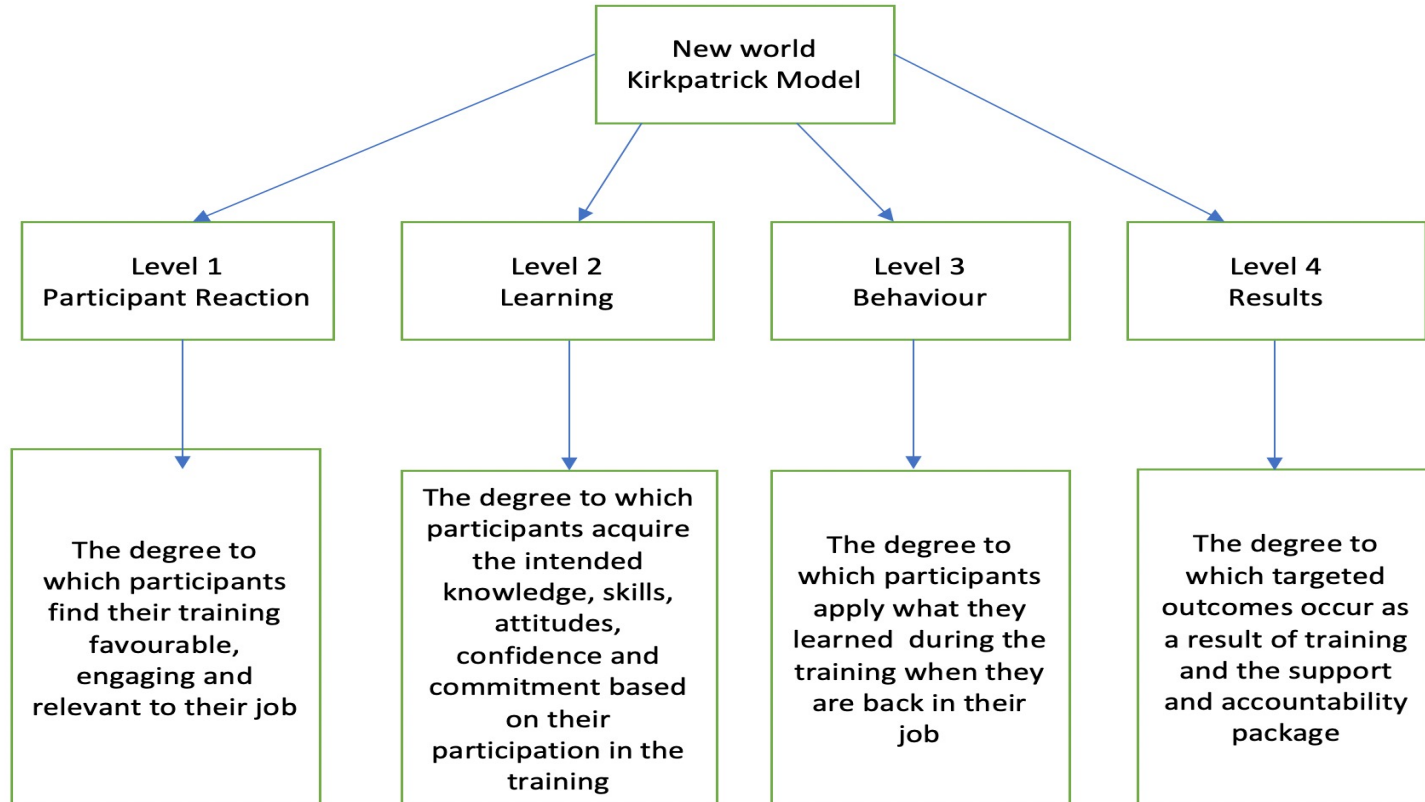 New world
Kirkpatrick Model
Level 1
Participant Reaction
Level 2
Learning
Level 3
Behaviour
Level 4
Results
The degree to
which participants
find their training
favourable,
engaging and
relevant to their job
The degree to which
participants acquire
the intended
knowledge, skills,
attitudes,
confidence and
commitment based
on their
participation in the
training
The degree to
which participants
apply what they
learned during the
training when they
are back in their
job
The degree to
which targeted
outcomes occur as
a result of training
and the support
and accountability
package